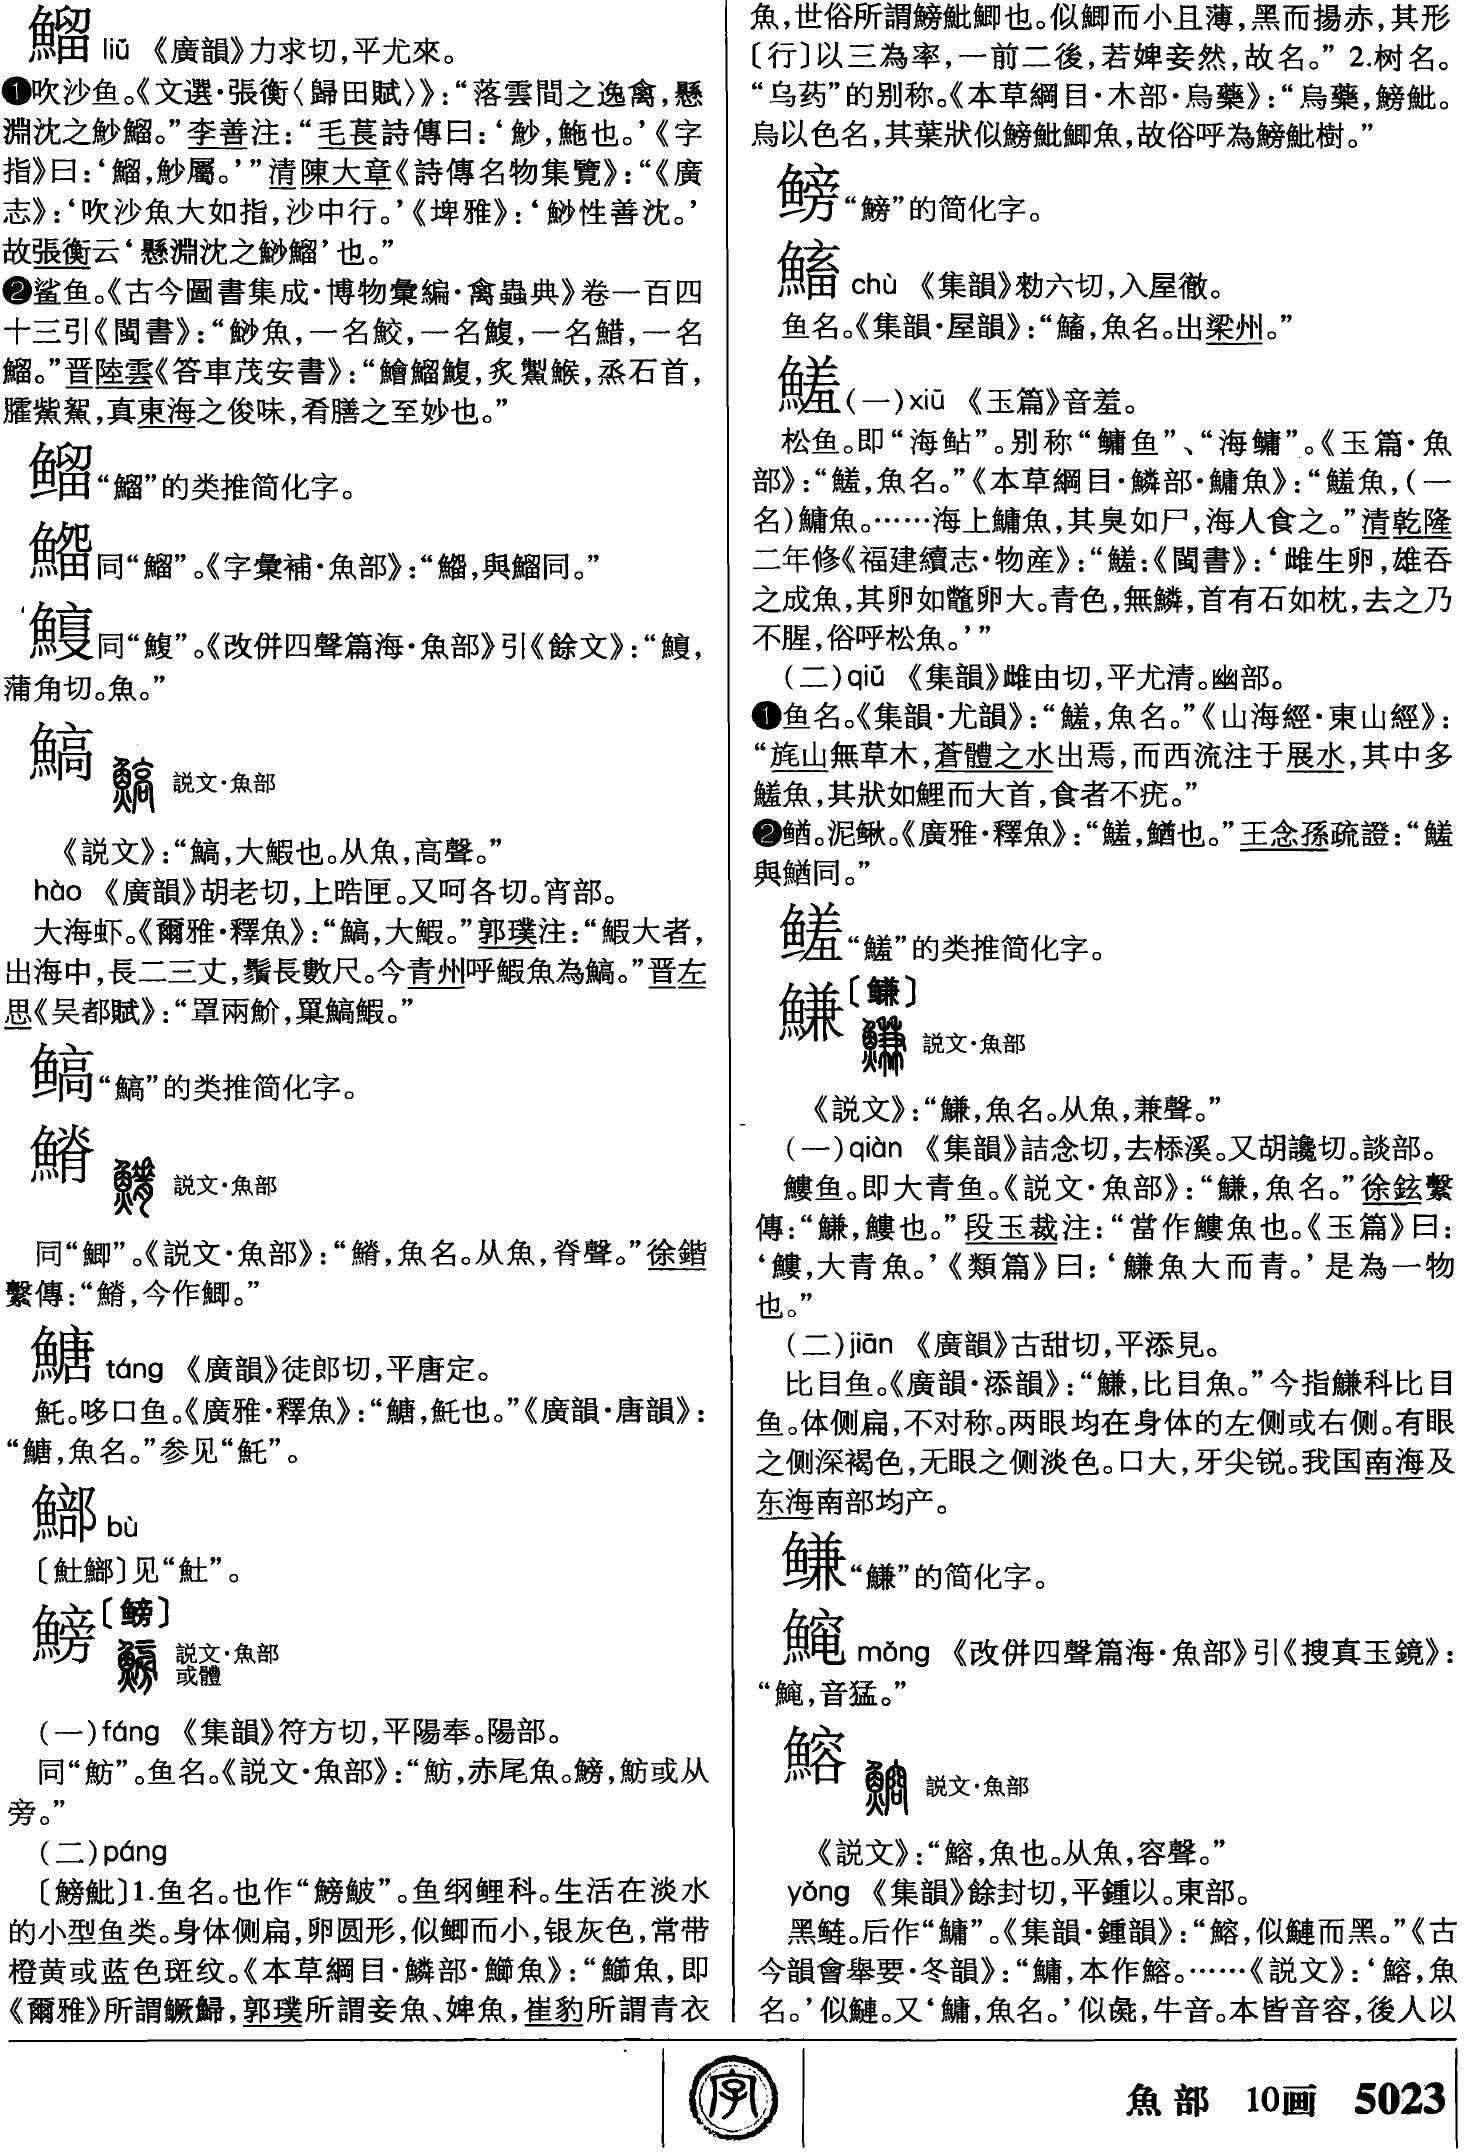 鰡 liú 《廣韻》力求切,平尤來。
❶吹沙鱼。《文選·張衡〈歸田賦〉》:“落雲間之逸禽,懸
淵沈之魦鰡。”李善注:“毛萇詩傳曰:‘魦,鮀也。’《字
指》曰:‘鰡,魦屬。’”清陳大章《詩傳名物集覽》:“《廣
志》:‘吹沙魚大如指,沙中行。’《埤雅》:‘魦性善沈。’
故張衡云‘懸淵沈之魦鰡’也。”
❷鲨鱼。《古今圖書集成·博物彙編·禽蟲典》卷一百四
十三引《閩書》:“魦魚,一名鮫,一名鰒,一名䱜,一名
鰡。”晋陸雲《答車茂安書》:“鱠鰡鰒,炙䱥鯸,烝石首,
臛鮆鴽,真東海之俊味,肴膳之至妙也。”
“鰡”的类推简化字。
同“鰡”。《字彙補·魚部》:“,與鰡同。”
同“鰒”。《改併四聲篇海·魚部》引《餘文》:“,
蒲角切。魚。”
鰝 説文·魚部
《説文》:“鰝,大鰕也。从魚,高聲。”
hào 《廣韻》胡老切,上晧匣。又呵各切。宵部。
大海虾。《爾雅·釋魚》:“鰝,大鰕。”郭璞注:“鰕大者,
出海中,長二三丈,鬚長數尺。今青州呼鰕魚為鰝。”晋左
思《吴都賦》:“罩兩魪,罺鰝鰕。”
“鰝”的类推简化字。
鰿 説文·魚部
同“鯽”。《説文·魚部》:“,魚名。从魚,脊聲。”徐鍇
繫傳:“,今作鯽。”
鶶 táng 《廣韻》徒郎切,平唐定。
魠。哆口鱼。《廣雅·釋魚》:“䱵,魠也。”《廣韻·唐韻》:
“䱵,魚名。”参见“魠”。
bù
〔〕见“”。
鰟〔鳑〕 説文·魚部
或體
(一)fáng 《集韻》符方切,平陽奉。陽部。
同“魴”。鱼名。《説文·魚部》:“魴,赤尾魚。鰟,魴或从
旁。”
(二)páng
〔鰟魮〕1.鱼名。也作“鰟鮍”。鱼纲鲤科。生活在淡水
的小型鱼类。身体侧扁,卵圆形,似鲫而小,银灰色,常带
橙黄或蓝色斑纹。《本草綱目·鳞部·鰤魚》:“鰤魚,即
《爾雅》所謂鱖鯞,郭璞所謂妾魚、婢魚,崔豹所謂青衣
魚,世俗所謂鰟魮鯽也。似鯽而小且薄,黑而揚赤,其形
〔行〕以三為率,一前二後,若婢妾然,故名。” 2.树名。
“乌药”的别称。《本草綱目·木部·烏藥》:“烏藥,鰟魮。
烏以色名,其葉狀似鰟魮鯽魚,故俗呼為鰟魮樹。”
鳑“鰟”的简化字。
鱃 chù 《集韻》勑六切,入屋徹。
鱼名。《集韻·屋韻》:“,魚名。出梁州。”
(一)xiū 《玉篇》音羞。
松鱼。即“海鲇”。别称“鳙鱼”、“海鳙”。《玉篇·魚
部》:“,魚名。”《本草綱目·鱗部·鱅魚》:“魚,(一
名)鱅魚。……海上鱅魚,其臭如尸,海人食之。”清乾隆
二年修《福建續志·物産》:“:《閩書》:‘雌生卵,雄吞
之成魚,其卵如鼈卵大。青色,無鱗,首有石如枕,去之乃
不腥,俗呼松魚。’”
(二)qiū 《集韻》雌由切,平尤清。幽部。
❶鱼名。《集韻·尤韻》:“,魚名。”《山海經·東山經》:
“旄山無草木,蒼體之水出焉,而西流注于展水,其中多
魚,其狀如鯉而大首,食者不疣。”
❷鰌。泥鳅。《廣雅·釋魚》:“,鰌也。”王念孫疏證:“
與鰌同。”
“”的类推简化字。
鰜〔鳒〕 説文·魚部
《説文》:“鰜,魚名。从魚,兼聲。”
(一)qiàn 《集韻》詰念切,去㮇溪。又胡讒切。談部。
鰱鱼。即大青鱼。《説文·魚部》:“鰜,魚名。”徐鉉繫
傳:“鰜,鰱也。”段玉裁注:“當作鰱魚也。《玉篇》曰:
‘鰱,大青魚。’《類篇》曰:‘鰜魚大而青。’是為一物
也。”
(二)jiān 《廣韻》古甜切,平添見。
比目鱼。《廣韻·添韻》:“鰜,比目魚。”今指鰜科比目
鱼。体侧扁,不对称。两眼均在身体的左侧或右侧。有眼
之侧深褐色,无眼之侧淡色。口大,牙尖锐。我国南海及
东海南部均产。
鳒“鰜”的简化字。
měng 《改併四聲篇海·魚部》引《搜真玉鏡》:
“,音猛。”
鰫 説文·魚部
《説文》:“鰫,魚也。从魚,容聲。”
yóng 《集韻》餘封切,平鍾以。東部。
黑鲢。后作“鱅”。《集韻·鍾韻》:“鰫,似鰱而黑。”《古
今韻會舉要·冬韻》:“鱅,本作鰫。……《説文》:‘鰫,魚
名。’似鰱。又‘鱅,魚名。’似彘,牛音。本皆音容,後人以
字 魚部 10画 5023